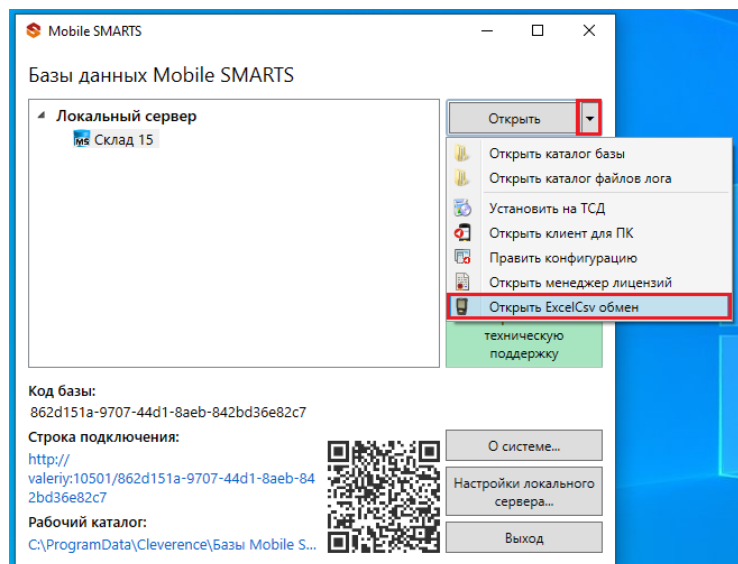 Mobile SMARTS
Базы данных Mobile SMARTS
Локальный сервер
MS Склад 15
Открыть
Открыть каталог базы
Открыть каталог файлов лога
Установить на ТСД
Открыть клиент для ПК
Править конфигурацию
Открыть менеджер лицензий
Открыть ExcelCsv обмен
техническую
поддержку
Код базы:
862d151a-9707-44d1-8aeb-842bd36e82c7
Строка подключения:
http://
valeriy:10501/862d151a-9707-44d1-8aeb-84
2bd36e82c7
Рабочий каталог:
C:\ProgramData\Cleverence\Базы Mobile S...
О системе...
Настройки локального
сервера...
Выход